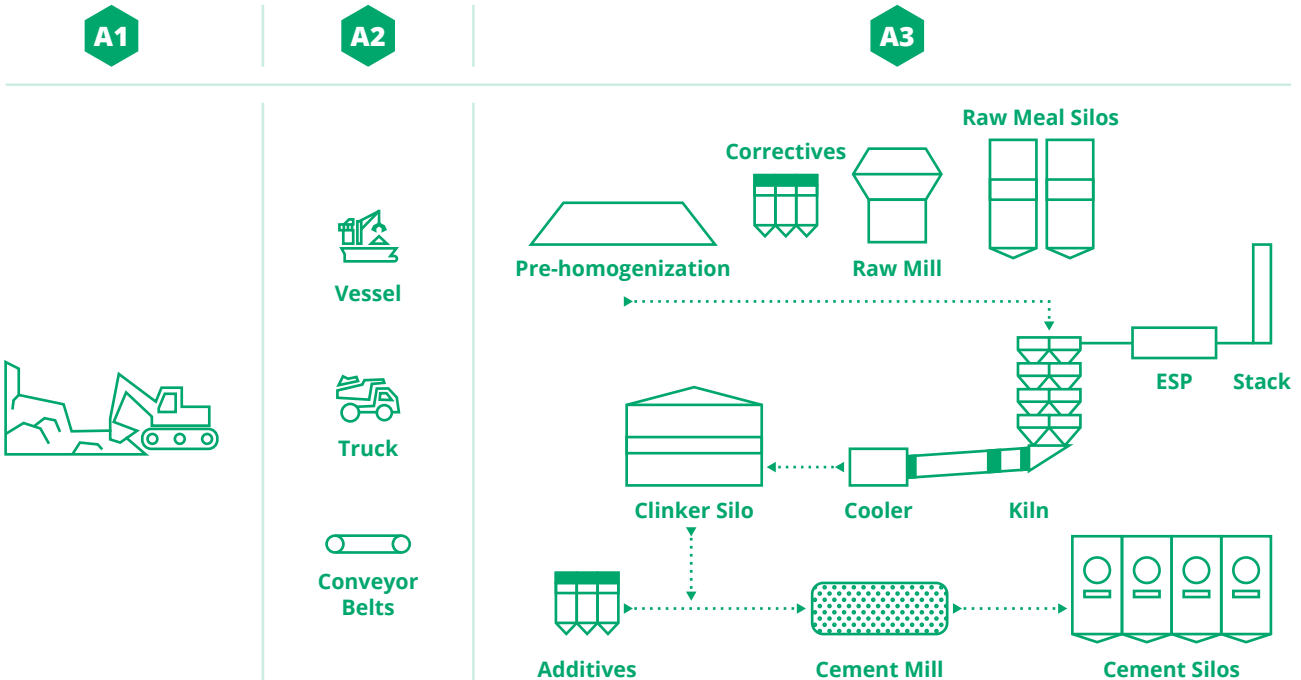 A1
A2
A3
Raw Meal Silos
Correctives
Pre-homogenization
Raw Mill
Vessel
ESP
Stack
Truck
Clinker Silo
Cooler
Kiln
Conveyor
Belts
Additives
Cement Mill
Cement Silos